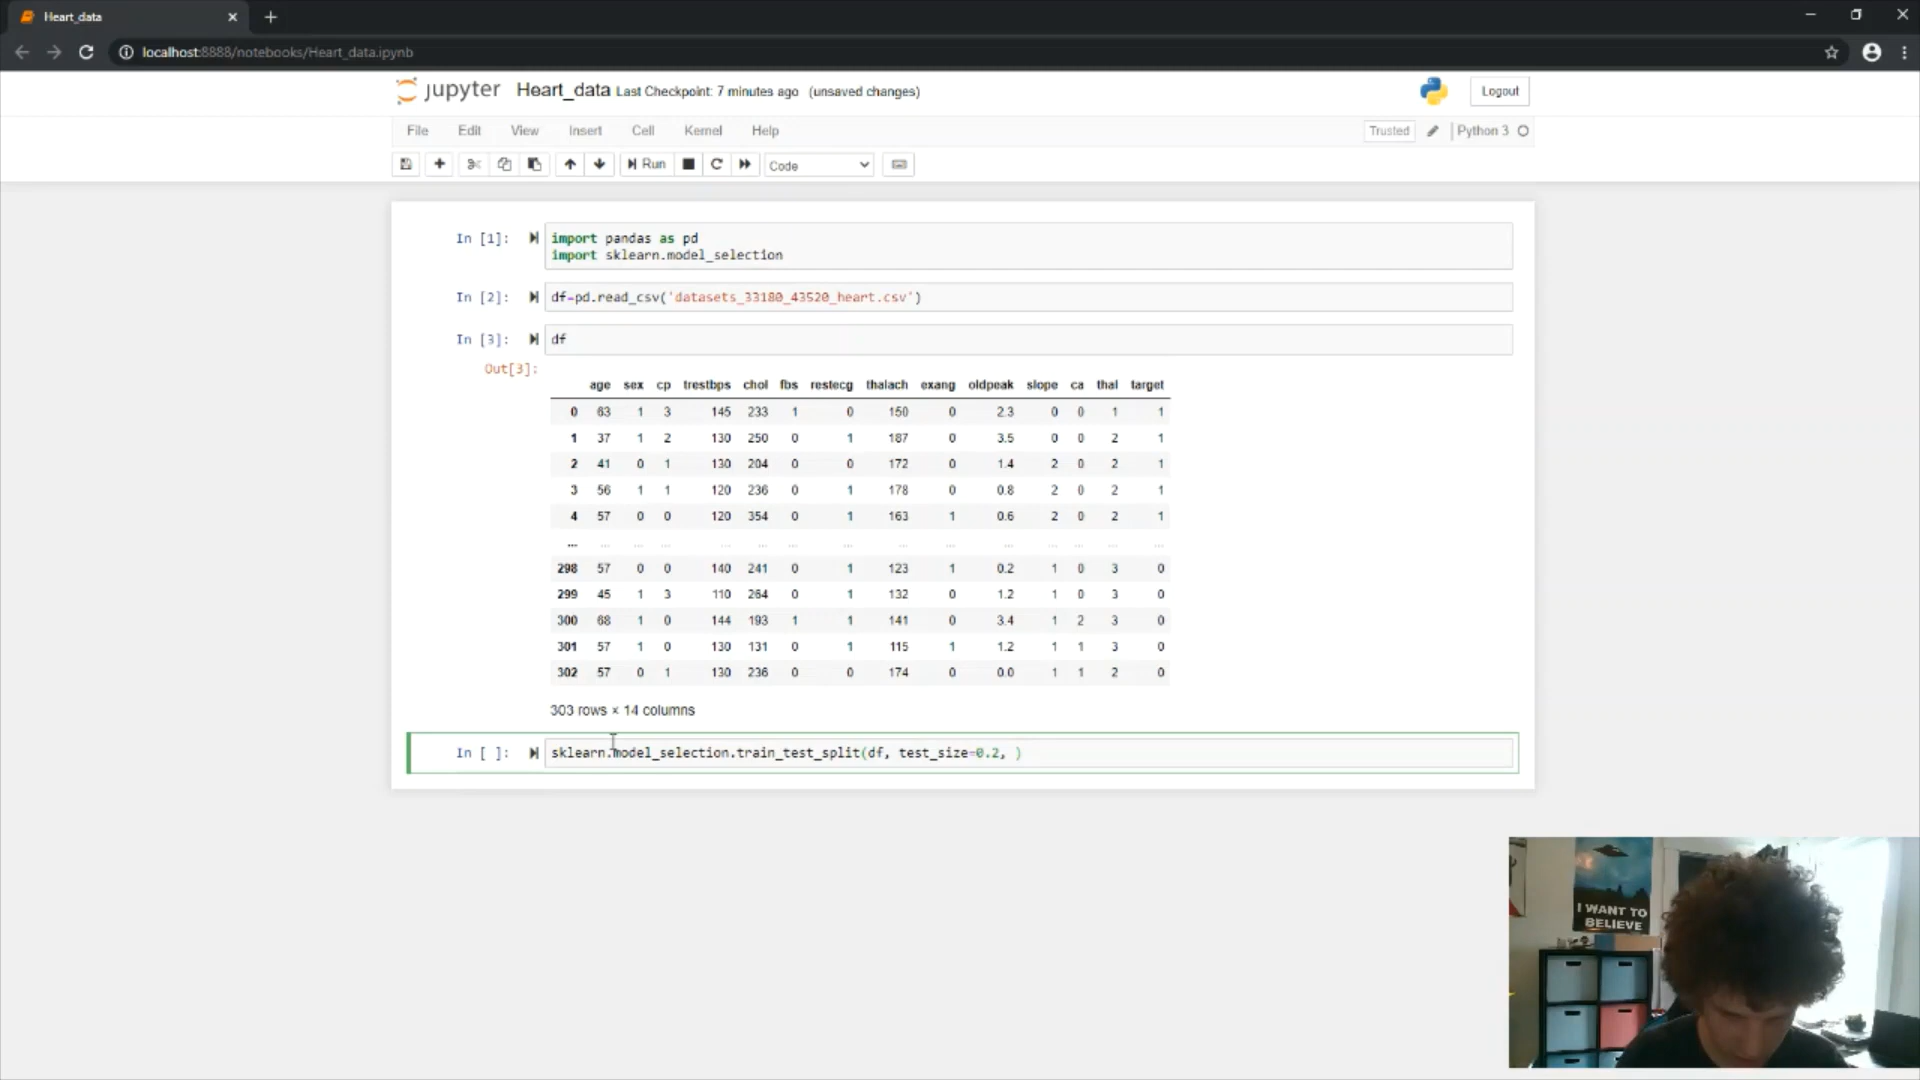 Heart_data
localhost:8888/notebooks/Heart_data.ipynb
jupyter Heart_data Last Checkpoint: 7 minutes ago (unsaved changes)
Logout
File Edit View Insert Cell Kernel Help
Trusted Python 3
Run Code
In [1]: import pandas as pd
import sklearn.model_selection
In [2]: df=pd.read_csv('datasets_33180_43520_heart.csv')
In [3]: df
Out[3]:
age sex cp trestbps chol fbs restecg thalach exang oldpeak slope ca thal target
0 63 1 3 145 233 1 0 150 0 2.3 0 0 1 1
1 37 1 2 130 250 0 1 187 0 3.5 0 0 2 1
2 41 0 1 130 204 0 0 172 0 1.4 2 0 2 1
3 56 1 1 120 236 0 1 178 0 0.8 2 0 2 1
4 57 0 0 120 354 0 1 163 1 0.6 2 0 2 1
... ... ... ... ... ... ... ... ... ... ... ... ... ... ...
298 57 0 0 140 241 0 1 123 1 0.2 1 0 3 0
299 45 1 3 110 264 0 1 132 0 1.2 1 0 3 0
300 68 1 0 144 193 1 1 141 0 3.4 1 2 3 0
301 57 1 0 130 131 0 1 115 1 1.2 1 1 3 0
302 57 0 1 130 236 0 0 174 0 0.0 1 1 2 0
303 rows × 14 columns
In [ ]: sklearn.model_selection.train_test_split(df, test_size=0.2, )
I WANT TO
BELIEVE